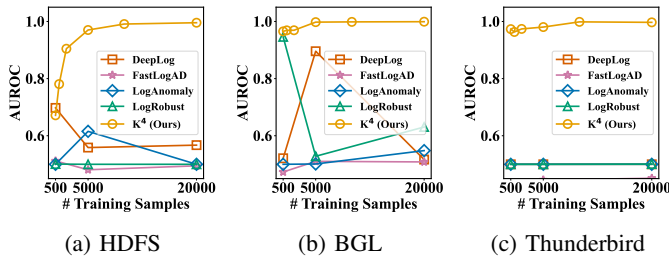 AUROC
1.0
0.8
0.6
DeepLog
FastLogAD
LogAnomaly
LogRobust
K⁴ (Ours)
500 5000 20000
# Training Samples
(a) HDFS
AUROC
1.0
0.8
0.6
DeepLog
FastLogAD
LogAnomaly
LogRobust
K⁴ (Ours)
500 5000 20000
# Training Samples
(b) BGL
AUROC
1.0
0.8
0.6
DeepLog
FastLogAD
LogAnomaly
LogRobust
K⁴ (Ours)
500 5000 20000
# Training Samples
(c) Thunderbird